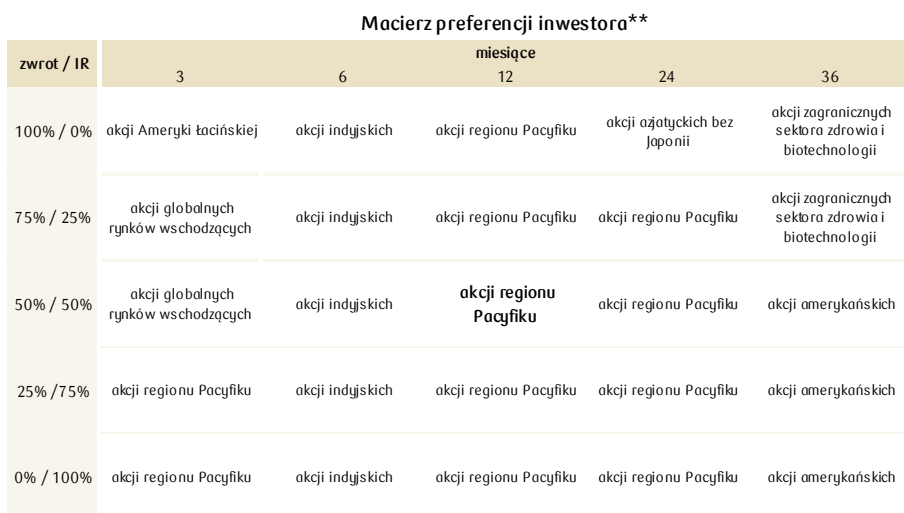 Macierz preferencji inwestora**
zwrot / IR
miesiące
3 6 12 24 36
100% / 0% akcji Ameryki Łacińskiej akcji indyjskich akcji regionu Pacyfiku akcji azjatyckich bez Japonii akcji zagranicznych sektora zdrowia i biotechnologii
75% / 25% akcji globalnych rynków wschodzących akcji indyjskich akcji regionu Pacyfiku akcji regionu Pacyfiku akcji zagranicznych sektora zdrowia i biotechnologii
50% / 50% akcji globalnych rynków wschodzących akcji indyjskich akcji regionu Pacyfiku akcji regionu Pacyfiku akcji amerykańskich
25% /75% akcji regionu Pacyfiku akcji indyjskich akcji regionu Pacyfiku akcji regionu Pacyfiku akcji amerykańskich
0% / 100% akcji regionu Pacyfiku akcji indyjskich akcji regionu Pacyfiku akcji regionu Pacyfiku akcji amerykańskich